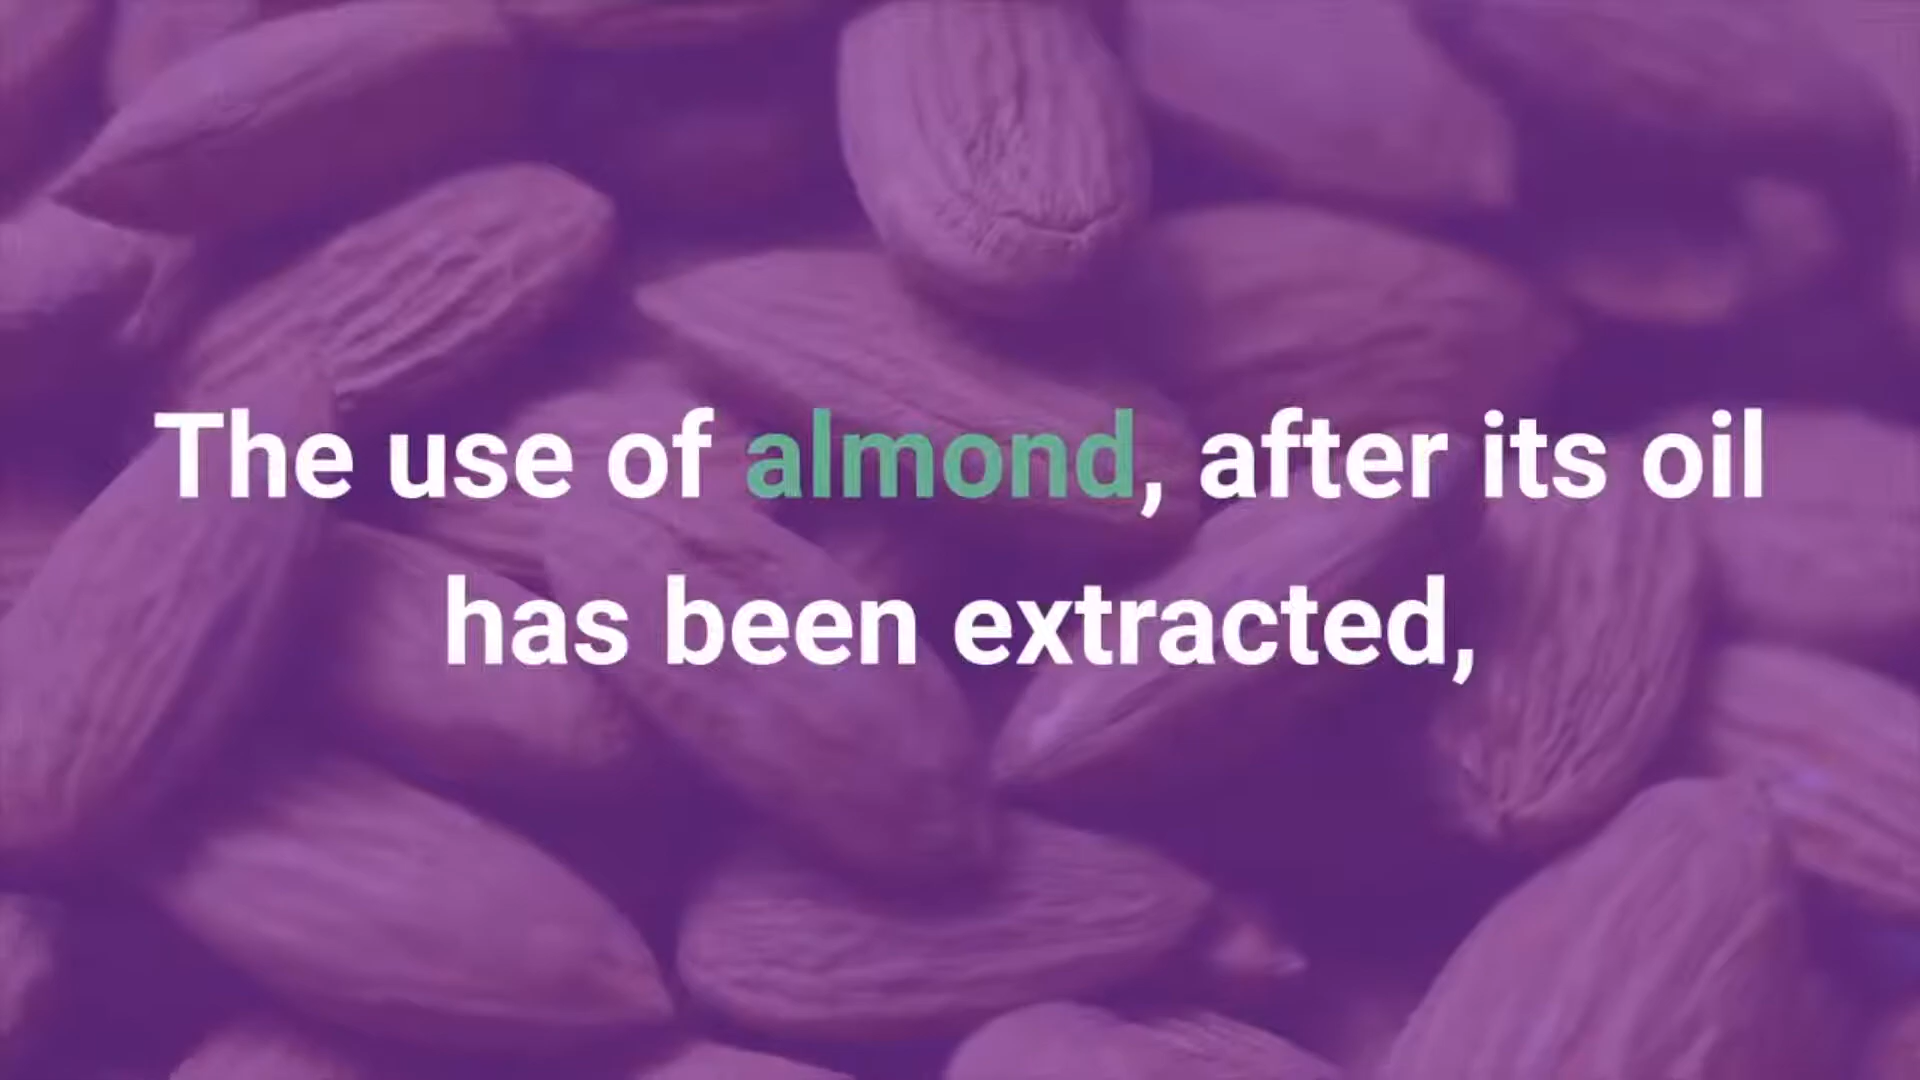 The use of almond, after its oil
has been extracted,